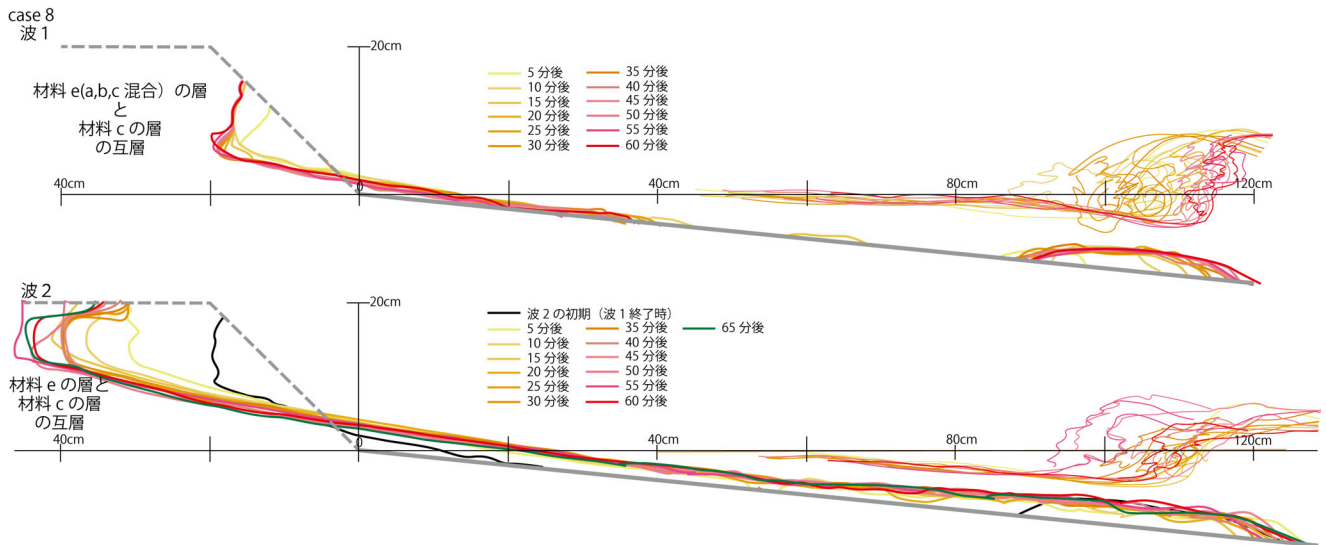 case 8
波 1
20cm
材料 e(a,b,c 混合）の層
と
材料 c の層
の互層
5 分後
10 分後
15 分後
20 分後
25 分後
30 分後
35 分後
40 分後
45 分後
50 分後
55 分後
60 分後
40cm
0
40cm
80cm
120cm
波 2
20cm
波 2 の初期（波 1 終了時）
5 分後
10 分後
15 分後
20 分後
25 分後
30 分後
35 分後
40 分後
45 分後
50 分後
55 分後
60 分後
65 分後
材料 e の層と
材料 c の層
の互層
40cm
0
40cm
80cm
120cm